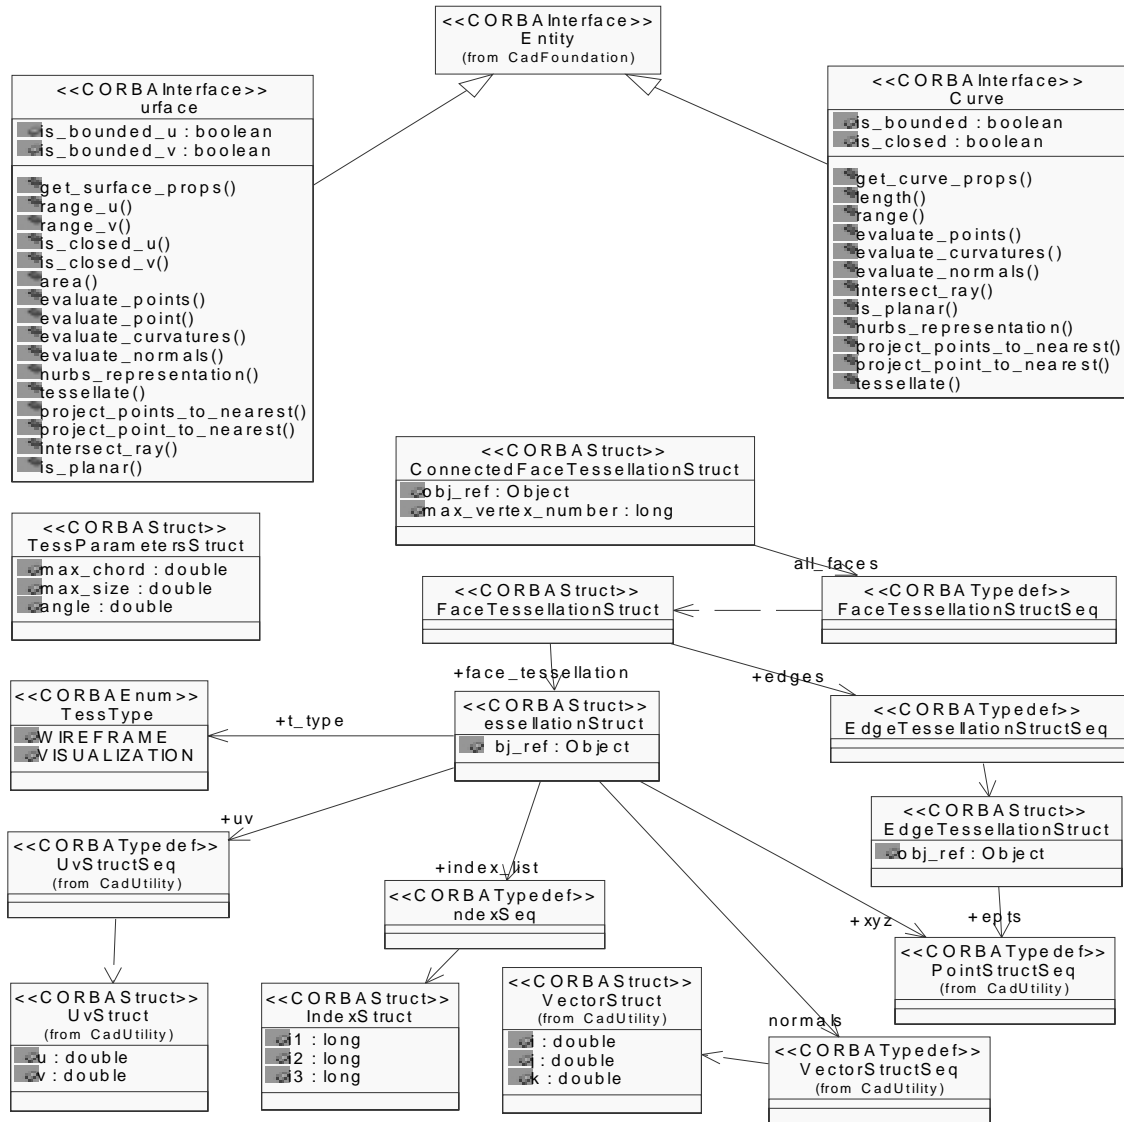 <<CORBAInterface>>
Entity
(from CadFoundation)
<<CORBAInterface>>
urface
is_bounded_u : boolean
is_bounded_v : boolean
get_surface_props()
range_u()
range_v()
is_closed_u()
is_closed_v()
area()
evaluate_points()
evaluate_point()
evaluate_curvatures()
evaluate_normals()
nurbs_representation()
tessellate()
project_points_to_nearest()
project_point_to_nearest()
intersect_ray()
is_planar()
<<CORBAInterface>>
Curve
is_bounded : boolean
is_closed : boolean
get_curve_props()
length()
range()
evaluate_points()
evaluate_curvatures()
evaluate_normals()
intersect_ray()
is_planar()
nurbs_representation()
project_points_to_nearest()
project_point_to_nearest()
tessellate()
<<CORBAStruct>>
ConnectedFaceTessellationStruct
obj_ref : Object
max_vertex_number : long
<<CORBAStruct>>
TessParametersStruct
max_chord : double
max_size : double
angle : double
all_faces
<<CORBAStruct>>
FaceTessellationStruct
<<CORBATypedef>>
FaceTessellationStructSeq
+face_tessellation
+edges
<<CORBAEnum>>
TessType
WIREFRAME
VISUALIZATION
+t_type
<<CORBAStruct>>
essellationStruct
bj_ref : Object
<<CORBATypedef>>
EdgeTessellationStructSeq
<<CORBAStruct>>
EdgeTessellationStruct
obj_ref : Object
+uv
<<CORBATypedef>>
UvStructSeq
(from CadUtility)
+index_list
<<CORBATypedef>>
ndexSeq
+xyz
+epts
<<CORBATypedef>>
PointStructSeq
(from CadUtility)
<<CORBAStruct>>
UvStruct
(from CadUtility)
u : double
v : double
<<CORBAStruct>>
IndexStruct
i1 : long
i2 : long
i3 : long
<<CORBAStruct>>
VectorStruct
(from CadUtility)
i : double
j : double
k : double
normals
<<CORBATypedef>>
VectorStructSeq
(from CadUtility)